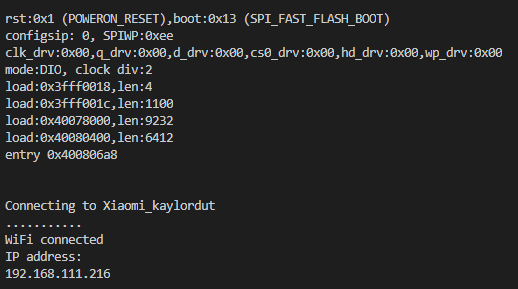 rst:0x1 (POWERON_RESET),boot:0x13 (SPI_FAST_FLASH_BOOT)
configsip: 0, SPIWP:0xee
clk_drv:0x00,q_drv:0x00,d_drv:0x00,cs0_drv:0x00,hd_drv:0x00,wp_drv:0x00
mode:DIO, clock div:2
load:0x3fff0018,len:4
load:0x3fff001c,len:1100
load:0x40078000,len:9232
load:0x40080400,len:6412
entry 0x400806a8
Connecting to Xiaomi_kaylordut
...........
WiFi connected
IP address:
192.168.111.216